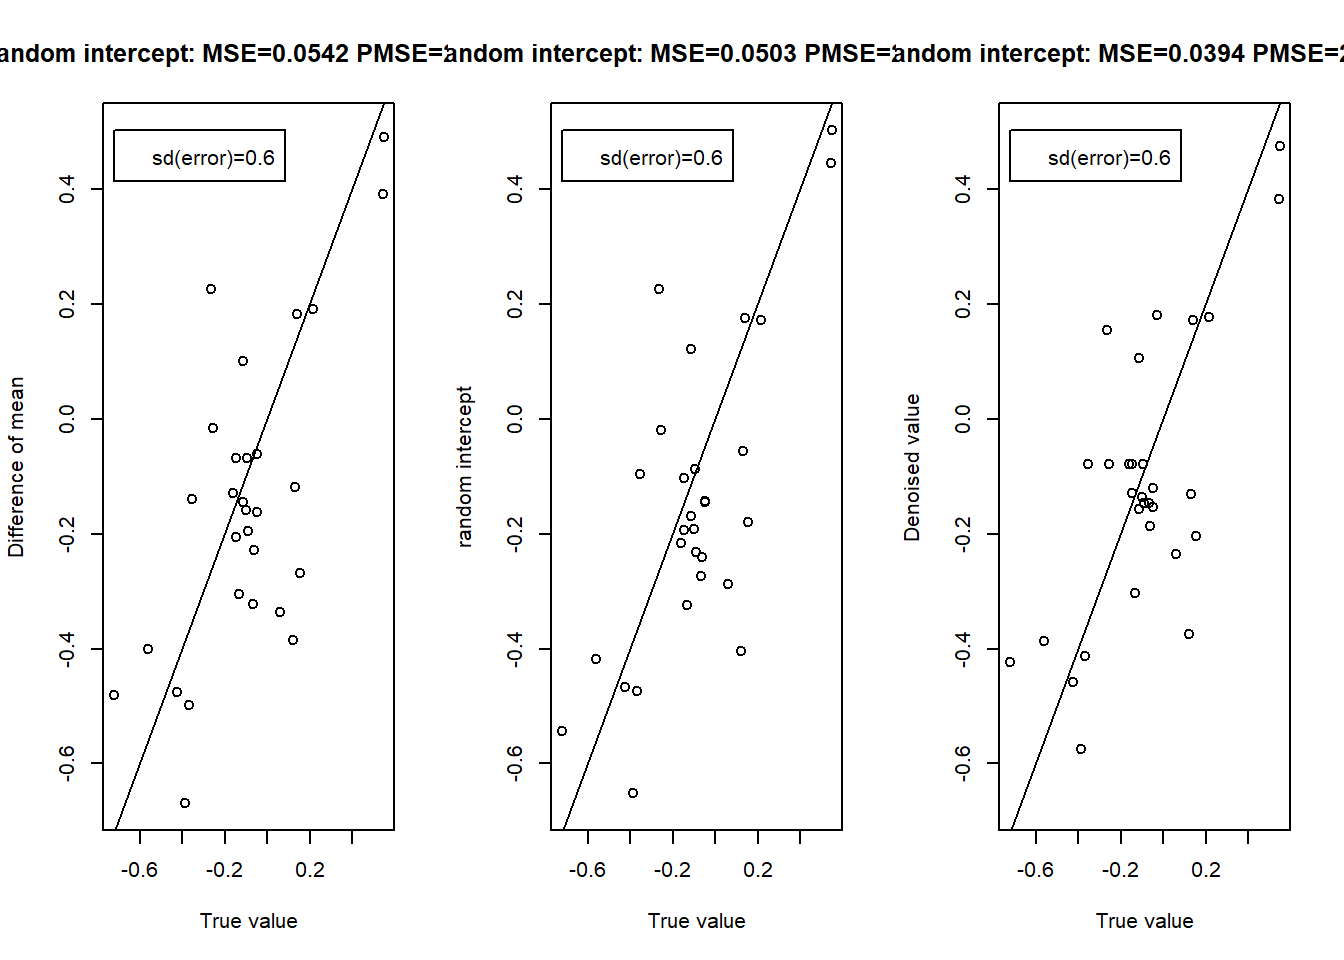 andom intercept: MSE=0.0542 PMSE=
andom intercept: MSE=0.0503 PMSE=
andom intercept: MSE=0.0394 PMSE=2
sd(error)=0.6
Difference of mean
0.4
0.2
0.0
-0.2
-0.4
-0.6
-0.6
-0.2
0.2
True value
sd(error)=0.6
random intercept
0.4
0.2
0.0
-0.2
-0.4
-0.6
-0.6
-0.2
0.2
True value
sd(error)=0.6
Denoised value
0.4
0.2
0.0
-0.2
-0.4
-0.6
-0.6
-0.2
0.2
True value